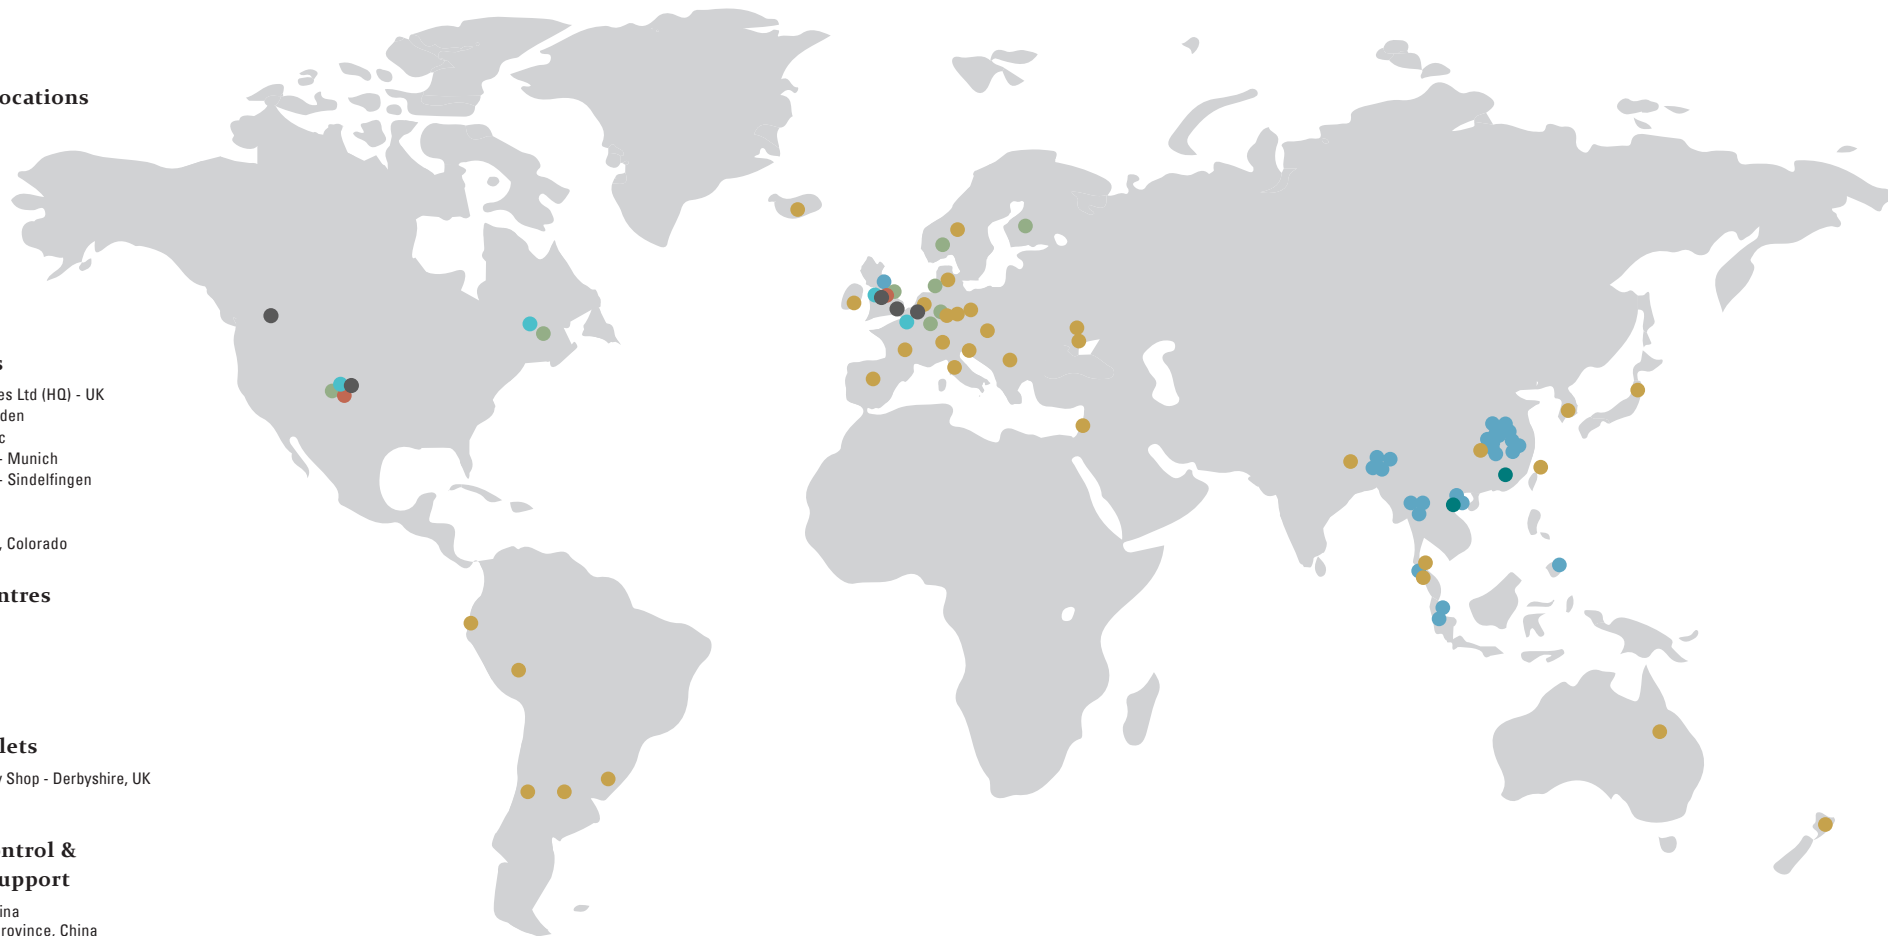 ocations
s
es Ltd (HQ) - UK
den
c
- Munich
- Sindelfingen
, Colorado
ntres
lets
y Shop - Derbyshire, UK
ntrol &
upport
ina
rovince, China